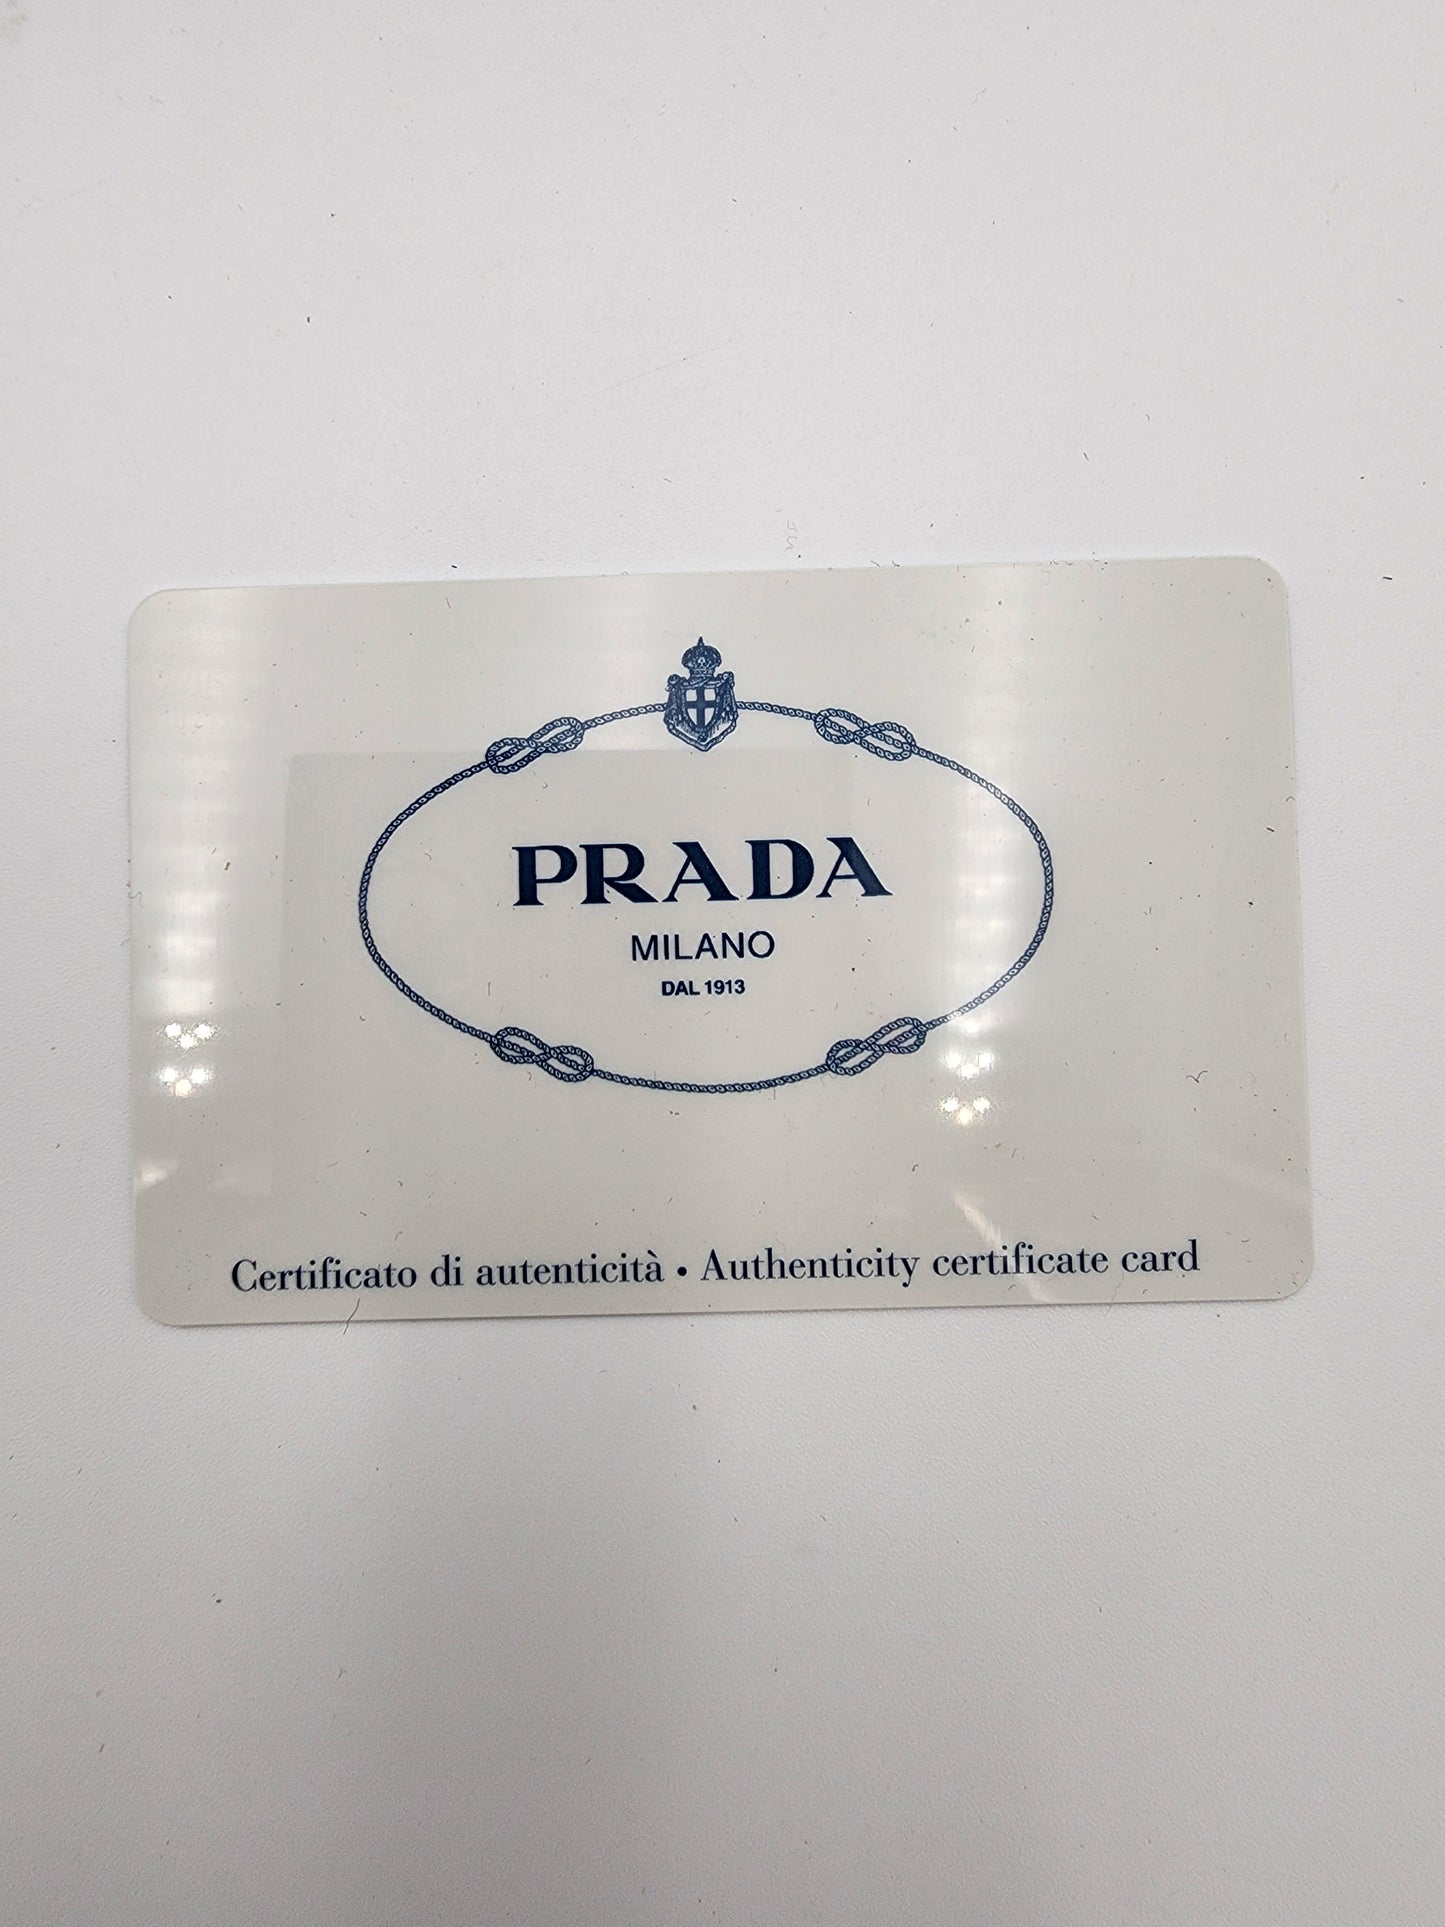 PRADA
MILANO
DAL 1913
Certificato di autenticità • Authenticity certificate card